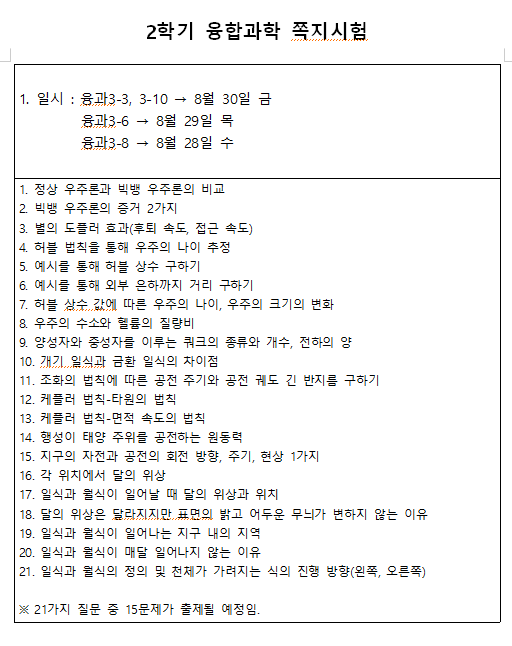 2학기 융합과학 쪽지시험
1. 일시 : 융과3-3, 3-10 → 8월 30일 금
융과3-6 → 8월 29일 목
융과3-8 → 8월 28일 수
1. 정상 우주론과 빅뱅 우주론의 비교
2. 빅뱅 우주론의 증거 2가지
3. 별의 도플러 효과(후퇴 속도, 접근 속도)
4. 허블 법칙을 통해 우주의 나이 추정
5. 예시를 통해 허블 상수 구하기
6. 예시를 통해 외부 은하까지 거리 구하기
7. 허블 상수 값에 따른 우주의 나이, 우주의 크기의 변화
8. 우주의 수소와 헬륨의 질량비
9. 양성자와 중성자를 이루는 쿼크의 종류와 개수, 전하의 양
10. 개기 일식과 금환 일식의 차이점
11. 조화의 법칙에 따른 공전 주기와 공전 궤도 긴 반지름 구하기
12. 케플러 법칙-타원의 법칙
13. 케플러 법칙-면적 속도의 법칙
14. 행성이 태양 주위를 공전하는 원동력
15. 지구의 자전과 공전의 회전 방향, 주기, 현상 1가지
16. 각 위치에서 달의 위상
17. 일식과 월식이 일어날 때 달의 위상과 위치
18. 달의 위상은 달라지지만 표면의 밝고 어두운 무늬가 변하지 않는 이유
19. 일식과 월식이 일어나는 지구 내의 지역
20. 일식과 월식이 매달 일어나지 않는 이유
21. 일식과 월식의 정의 및 천체가 가려지는 식의 진행 방향(왼쪽, 오른쪽)
※ 21가지 질문 중 15문제가 출제될 예정임.